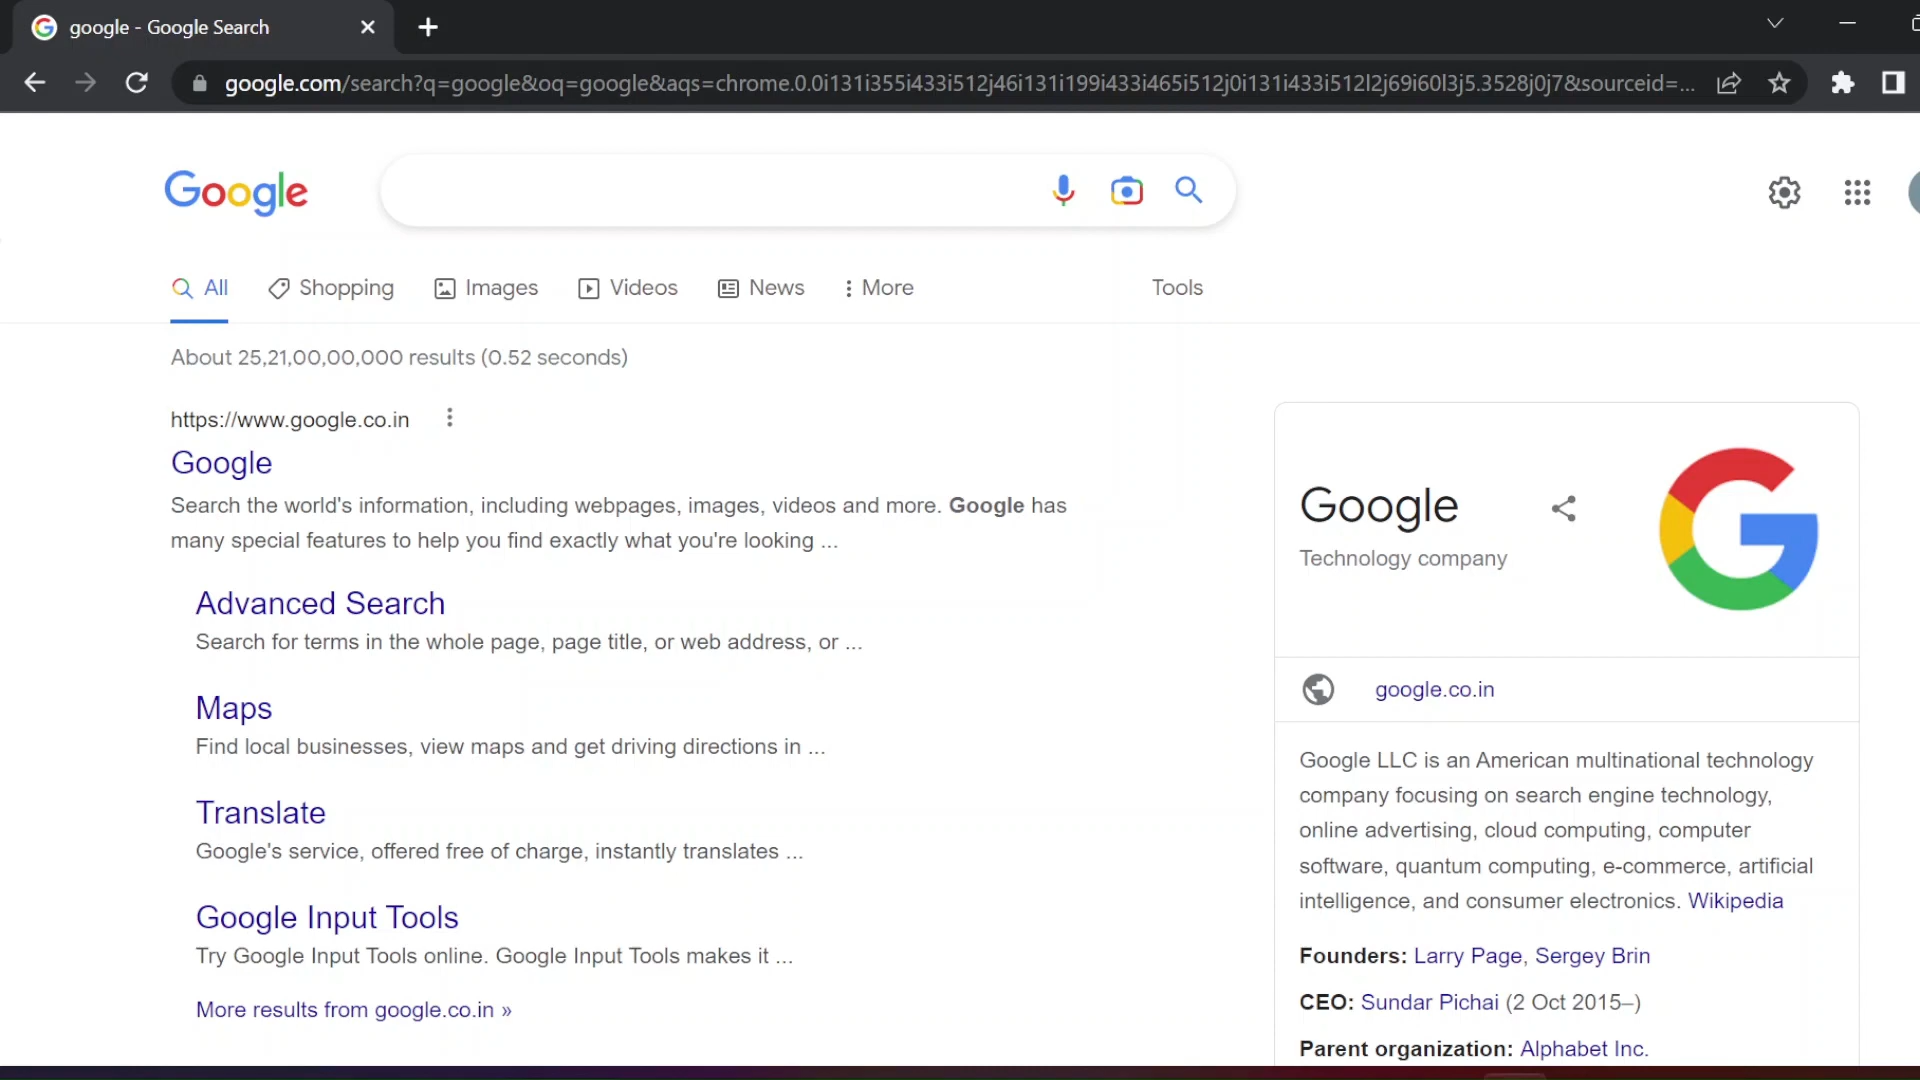 google - Google Search
google.com/search?q=google&oq=google&aqs=chrome.0.0i131i355i433i512j46i131i199i433i465i512j0i131i433i512l2j69i60l3j5.3528j0j7&sourceid=...
Google
All Shopping Images Videos News More Tools
About 25,21,00,00,000 results (0.52 seconds)
https://www.google.co.in
Google
Search the world's information, including webpages, images, videos and more. Google has
many special features to help you find exactly what you're looking ...
Advanced Search
Search for terms in the whole page, page title, or web address, or ...
Maps
Find local businesses, view maps and get driving directions in ...
Translate
Google's service, offered free of charge, instantly translates ...
Google Input Tools
Try Google Input Tools online. Google Input Tools makes it ...
More results from google.co.in »
Google
Technology company
google.co.in
Google LLC is an American multinational technology
company focusing on search engine technology,
online advertising, cloud computing, computer
software, quantum computing, e-commerce, artificial
intelligence, and consumer electronics. Wikipedia
Founders: Larry Page, Sergey Brin
CEO: Sundar Pichai (2 Oct 2015–)
Parent organization: Alphabet Inc.